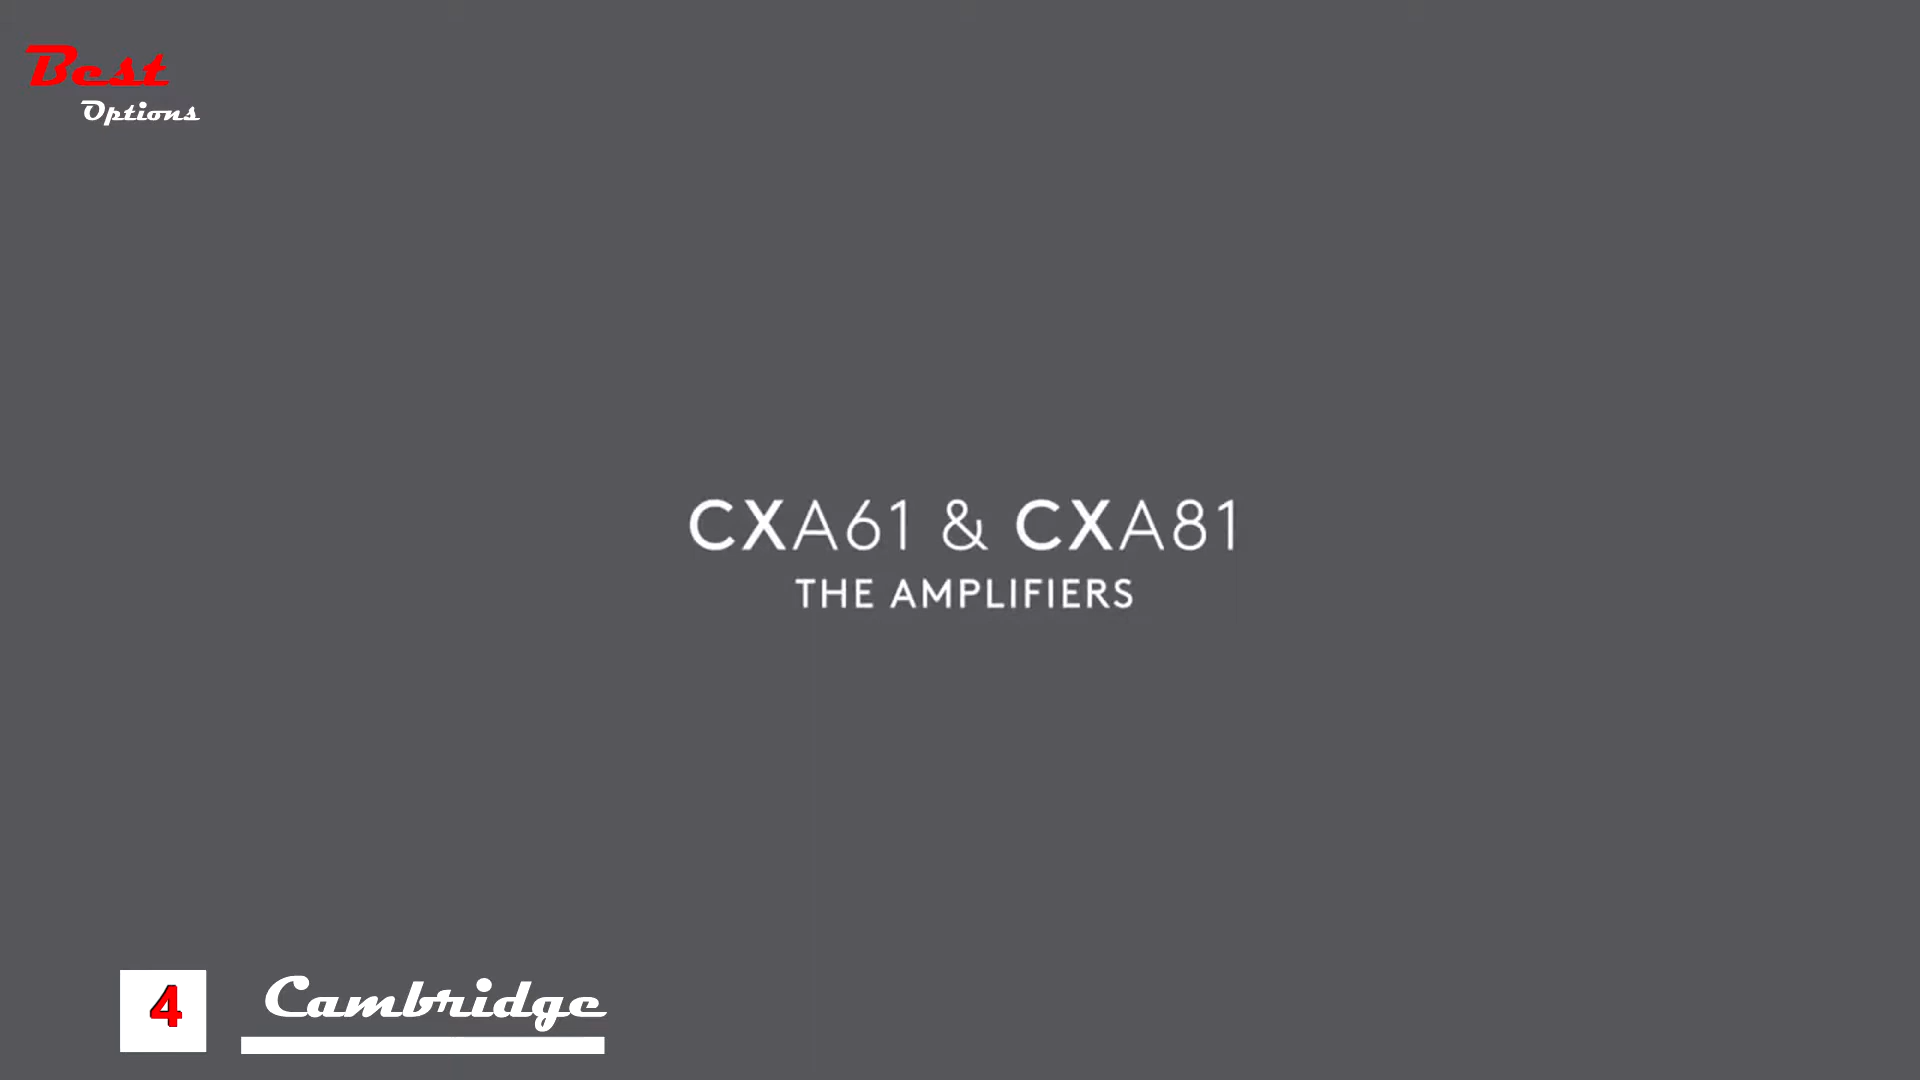 Best
Options
CXA61 & CXA81
THE AMPLIFIERS
4
Cambridge